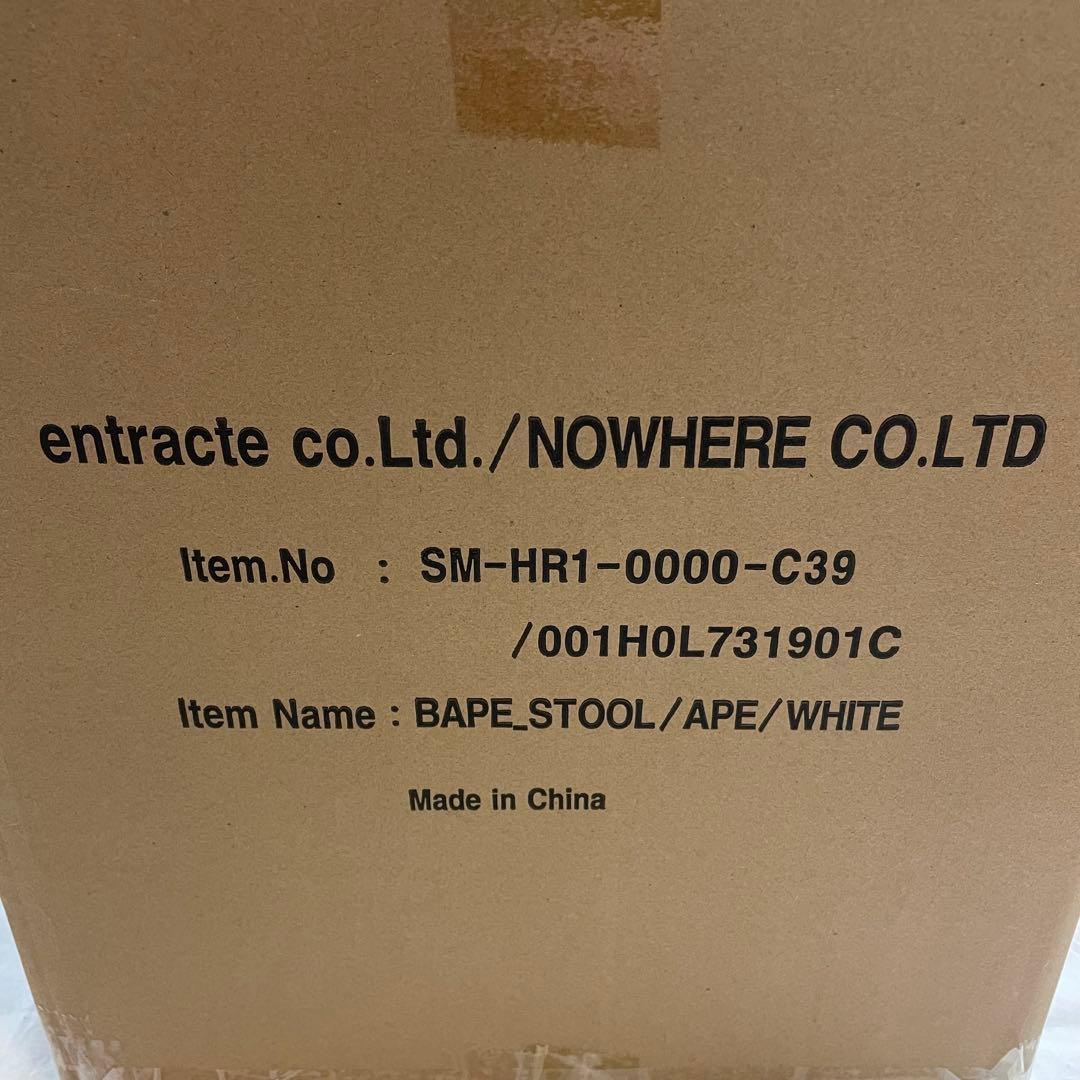 entracte co.Ltd./NOWHERE CO.LTD
Item.No : SM-HR1-0000-C39
/001H0L731901C
Item Name : BAPE_STOOL/APE/WHITE
Made in China